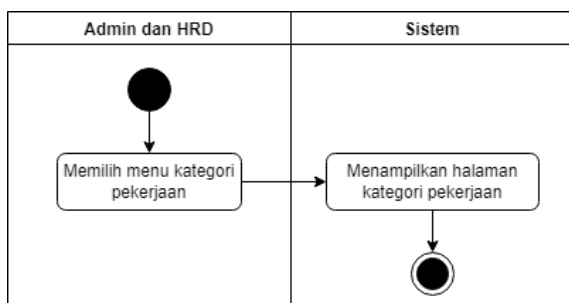 Admin dan HRD
Sistem
Memilih menu kategori
pekerjaan
Menampilkan halaman
kategori pekerjaan